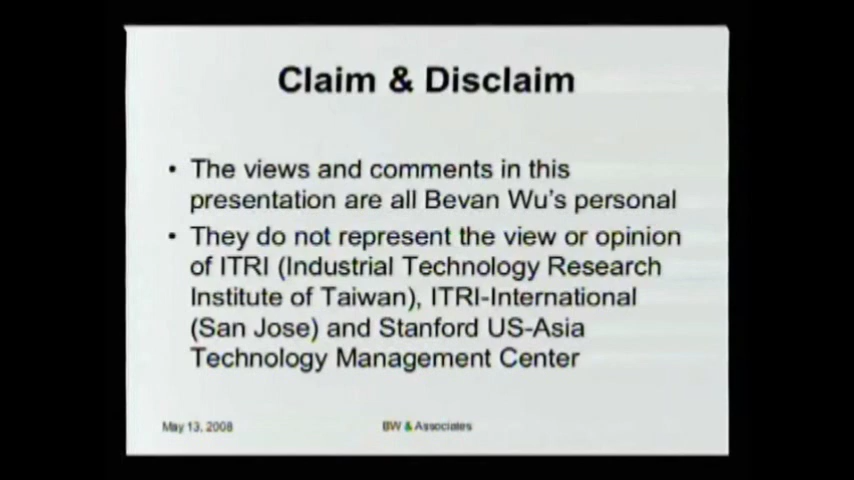 Claim & Disclaim
• The views and comments in this
presentation are all Bevan Wu's personal
• They do not represent the view or opinion
of ITRI (Industrial Technology Research
Institute of Taiwan), ITRI-International
(San Jose) and Stanford US-Asia
Technology Management Center
May 13, 2008
BW & Associates